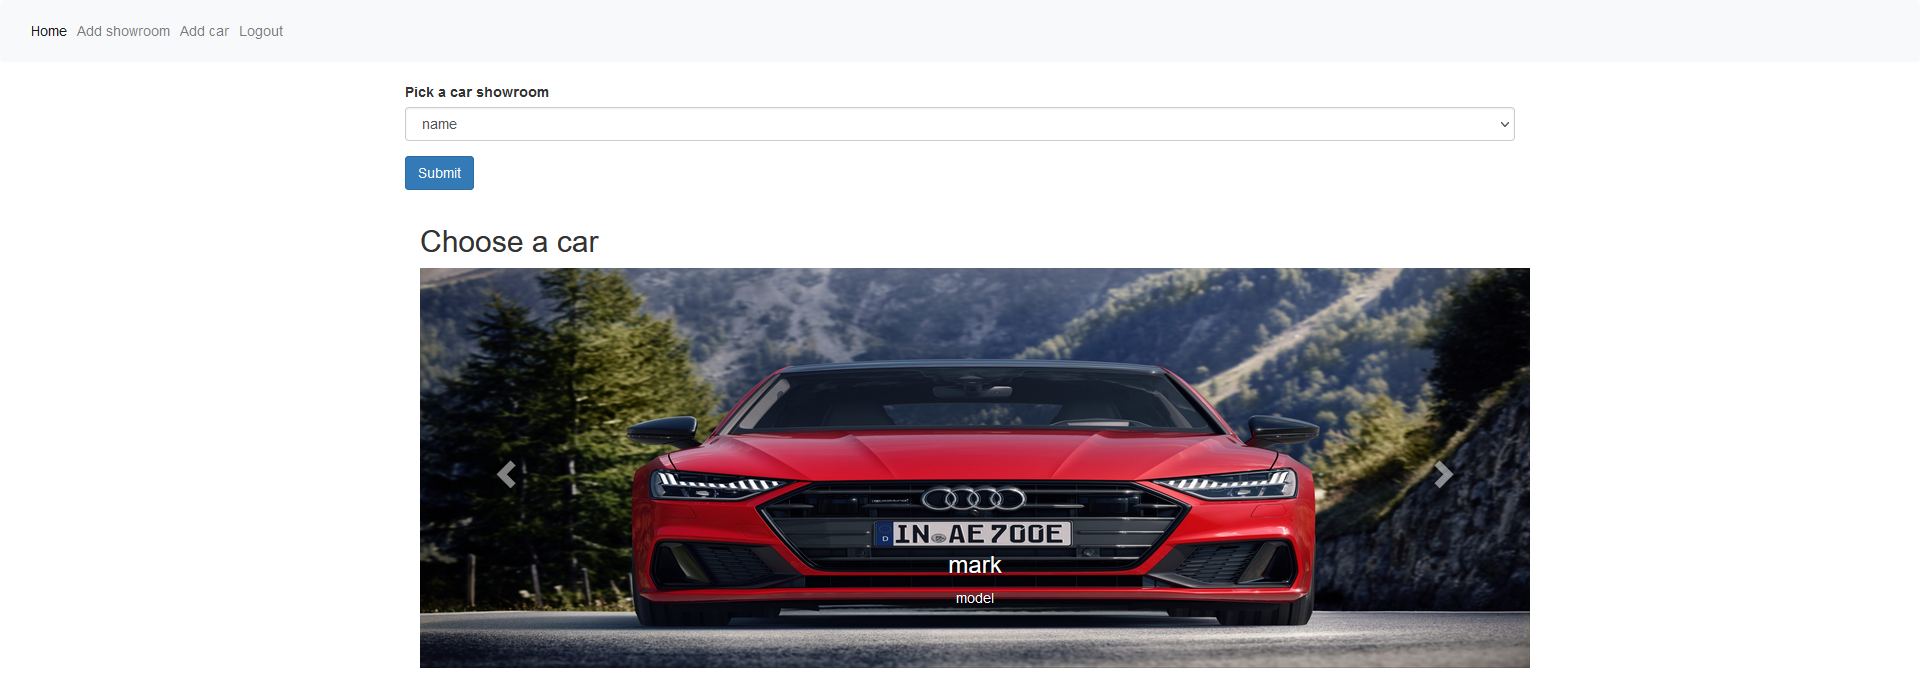 Home Add showroom Add car Logout
Pick a car showroom
name
Submit
Choose a car
IN AE 700E
D
mark
model